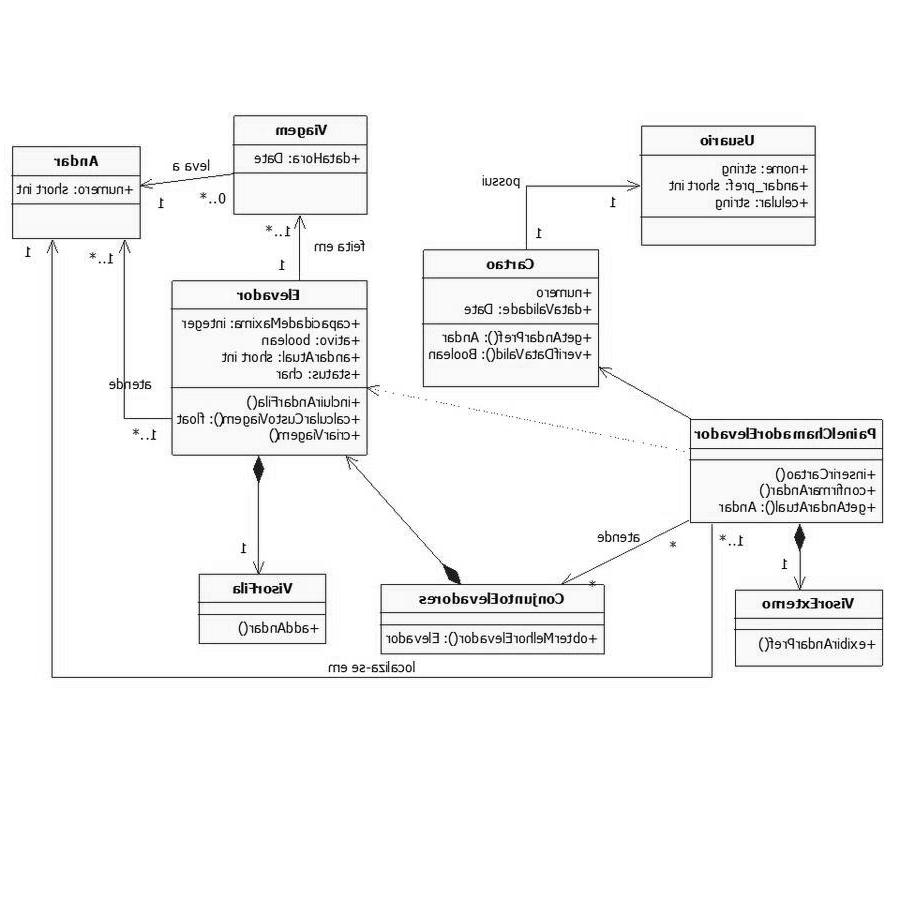 Viagem
+dataHora: Date
Usuario
+nome: string
+andar_pref: short int
+celular: string
Andar
+numero: short int
leva a
1
0..*
possui
1
1
1..*
feita em
1
1
1..*
Cartao
+numero
+dataValidade: Date
+getAndarPref(): Andar
+verifDataValid(): Boolean
Elevador
+capacidadeMaxima: integer
+ativo: boolean
+andarAtual: short int
+status: char
+incluirAndarFila()
+calcularCustoViagem(): float
+criarViagem()
atende
1..*
PainelChamadorElevador
+inserirCartao()
+confirmarAndar()
+getAndarAtual(): Andar
atende
*
1..*
1
1
*
VisorFila
+addAndar()
ConjuntoElevadores
+obterMelhorElevador(): Elevador
VisorExterno
+exibirAndarPref()
localiza-se em